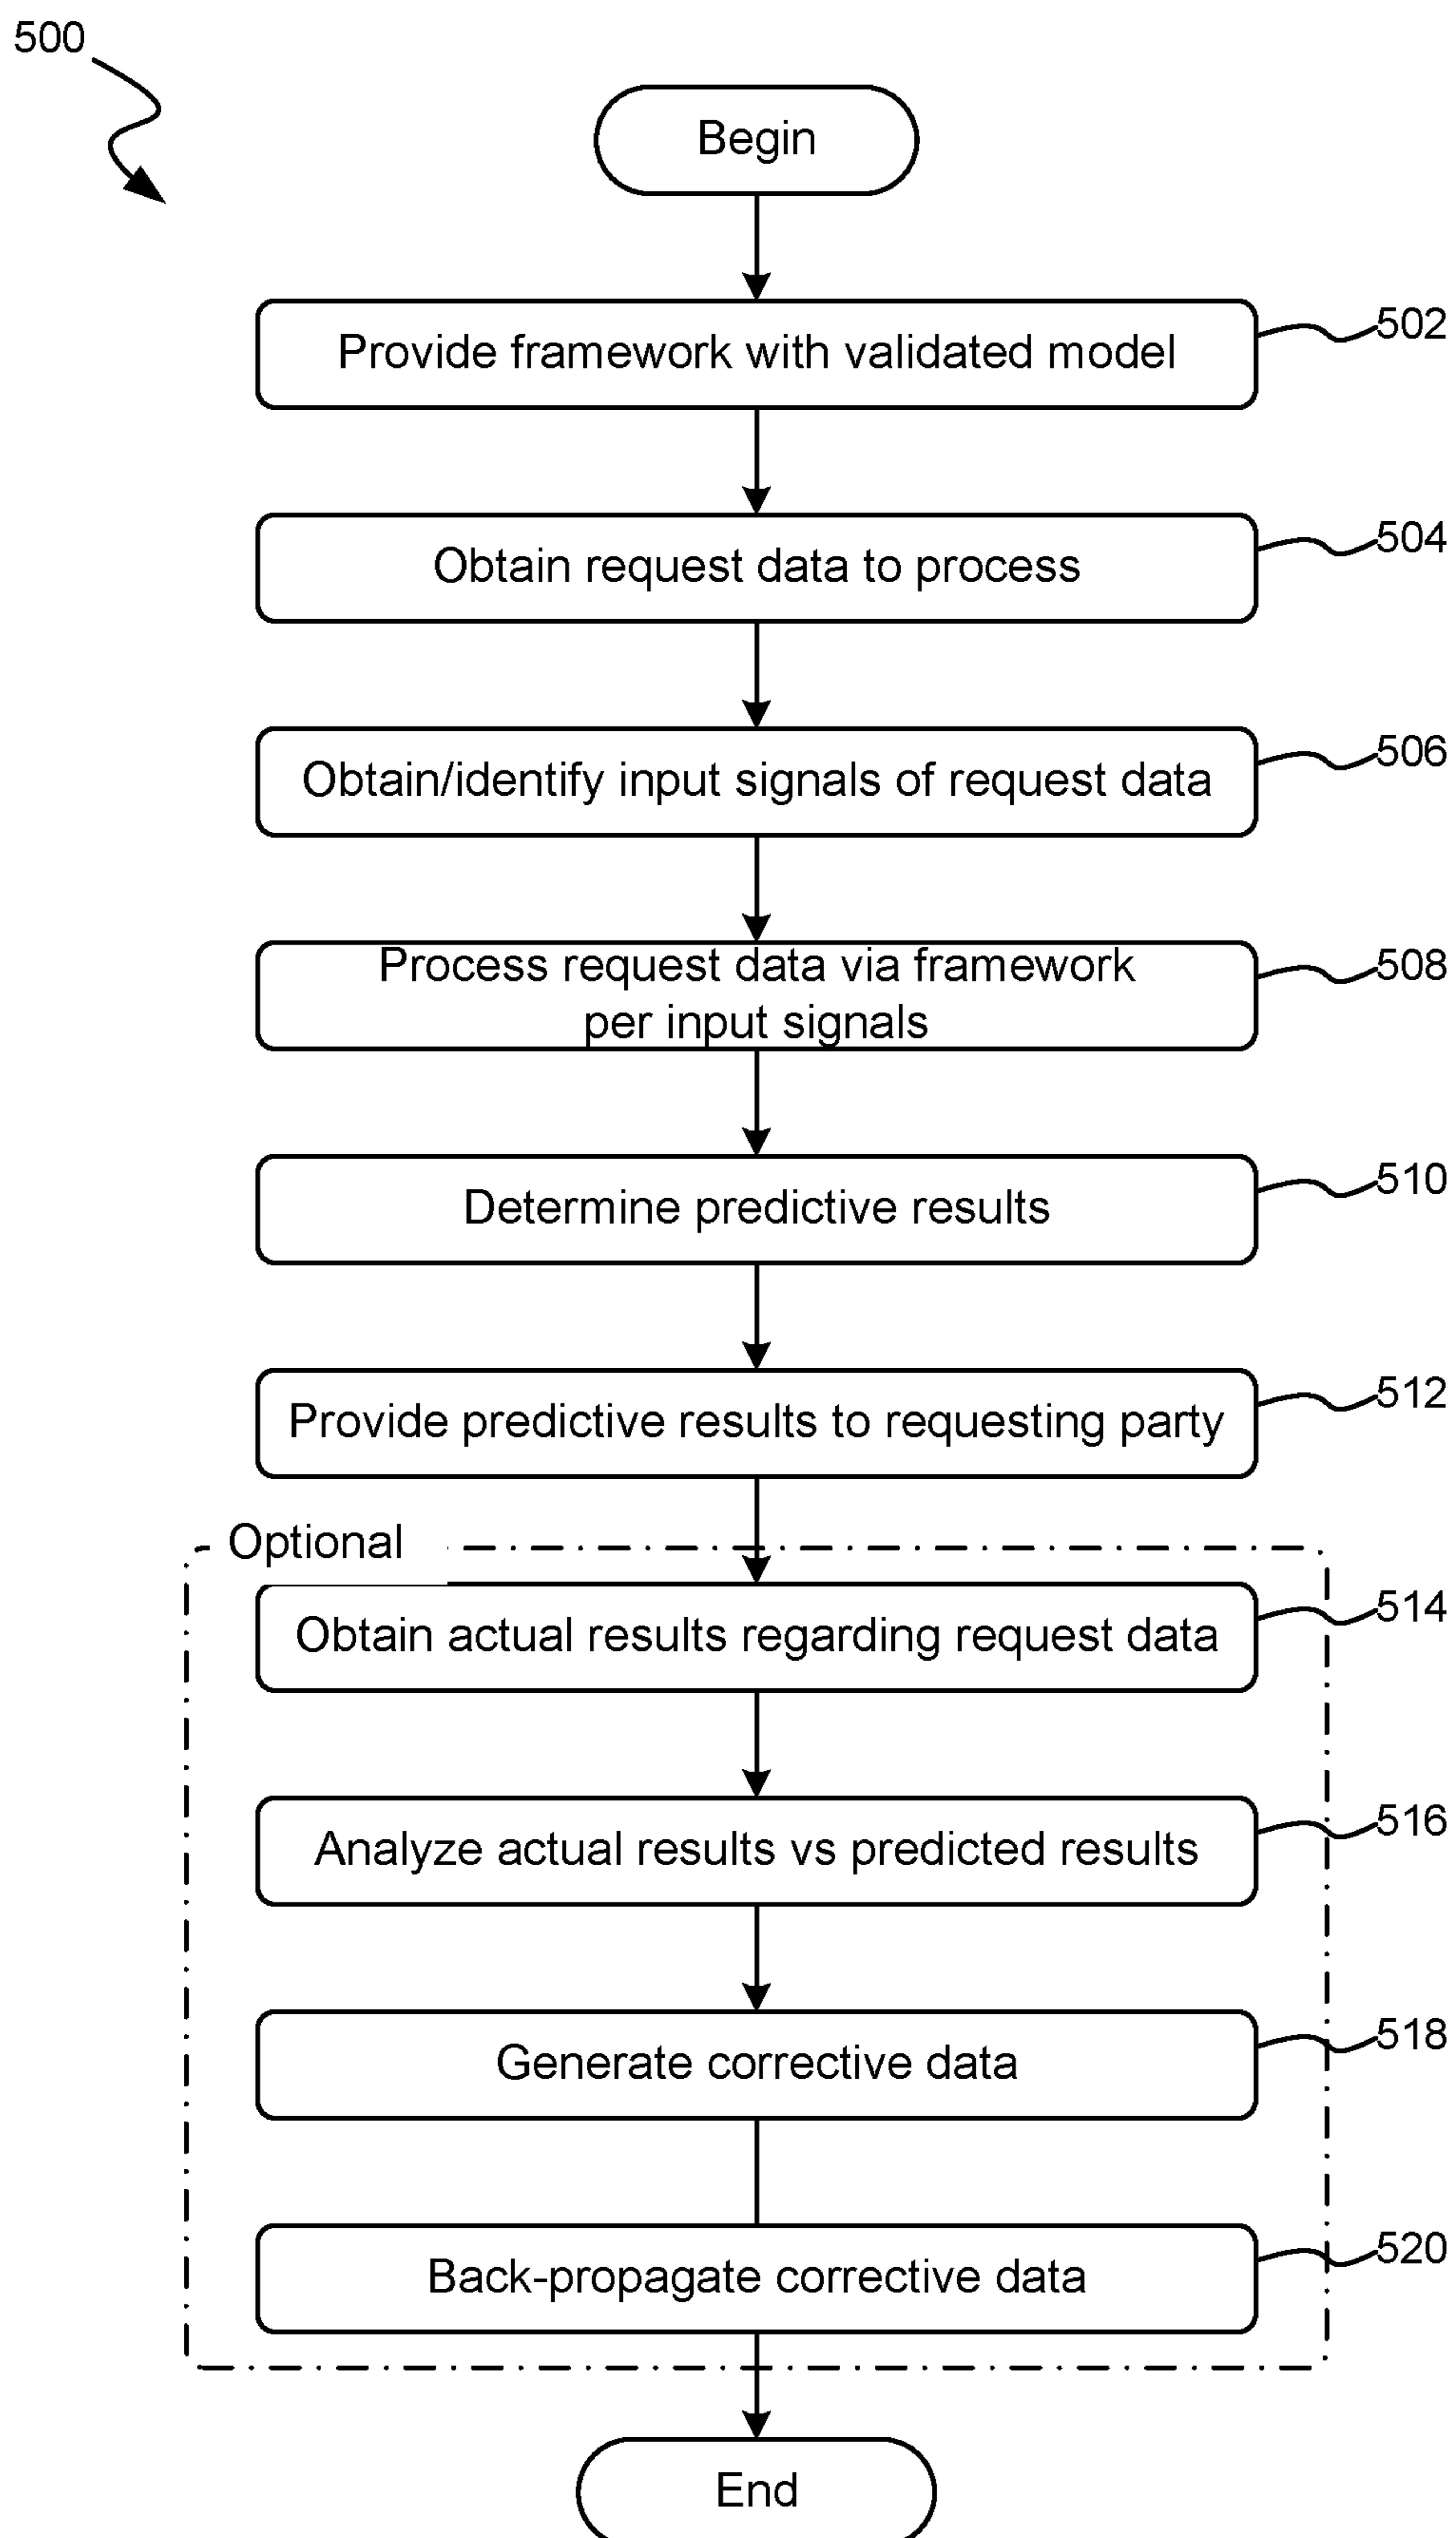 500
Begin
Provide framework with validated model
502
Obtain request data to process
504
Obtain/identify input signals of request data
506
Process request data via framework
per input signals
508
Determine predictive results
510
Provide predictive results to requesting party
512
Optional
Obtain actual results regarding request data
514
Analyze actual results vs predicted results
516
Generate corrective data
518
Back-propagate corrective data
520
End